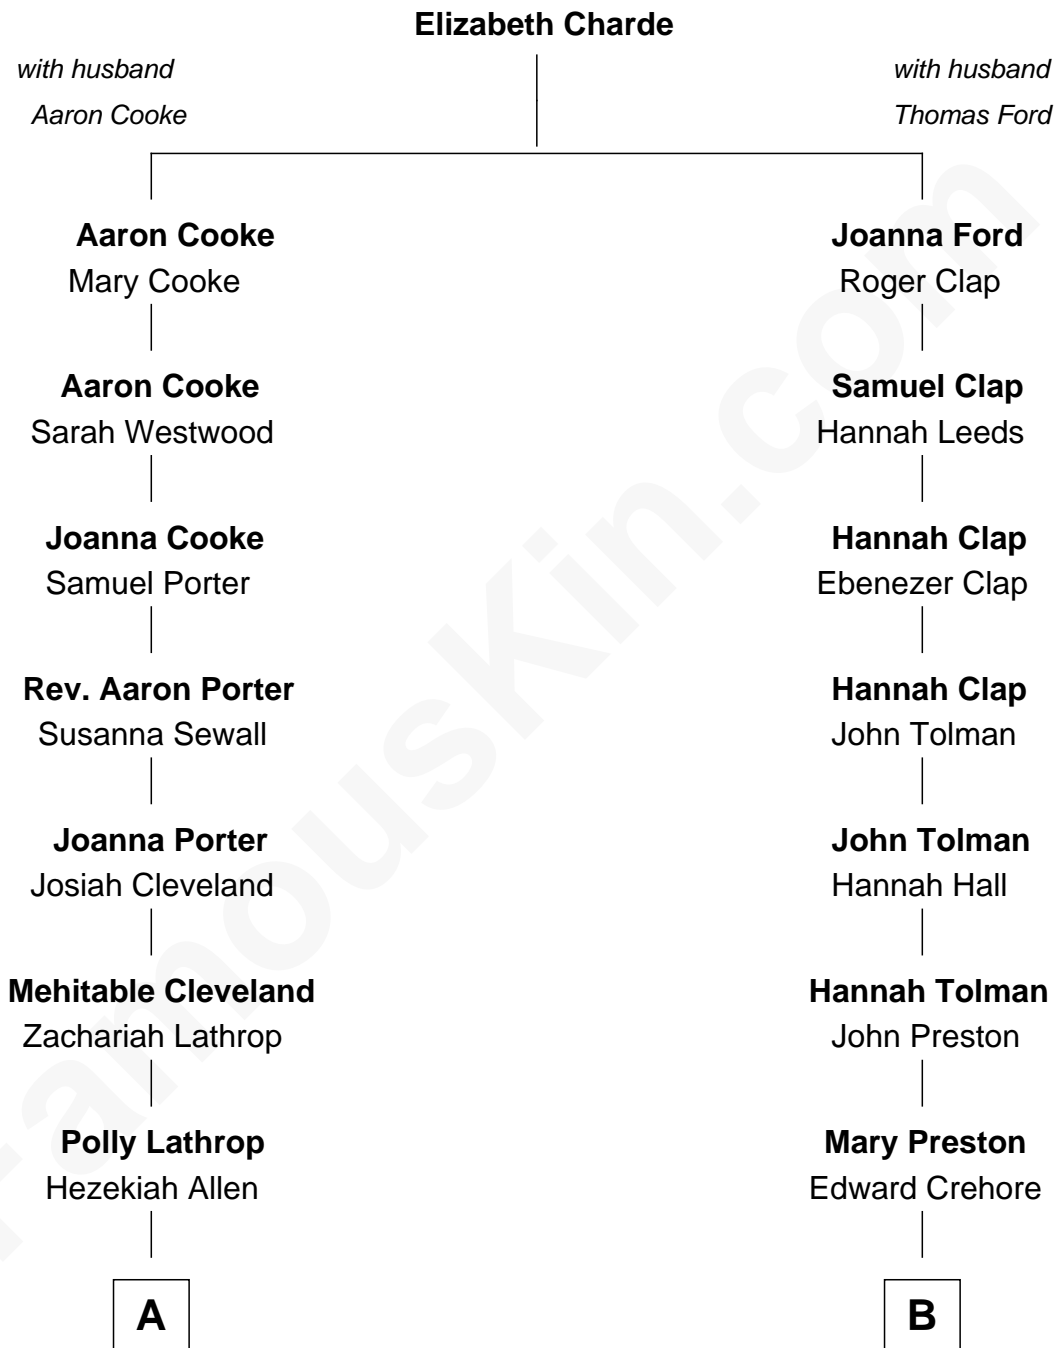 Elizabeth Charde
with husband
Aaron Cooke
with husband
Thomas Ford
Aaron Cooke
Mary Cooke
Joanna Ford
Roger Clap
Aaron Cooke
Sarah Westwood
Samuel Clap
Hannah Leeds
Joanna Cooke
Samuel Porter
Hannah Clap
Ebenezer Clap
Rev. Aaron Porter
Susanna Sewall
Hannah Clap
John Tolman
Joanna Porter
Josiah Cleveland
John Tolman
Hannah Hall
Mehitable Cleveland
Zachariah Lathrop
Hannah Tolman
John Preston
Polly Lathrop
Hezekiah Allen
Mary Preston
Edward Crehore
A
B
FamousKin.com